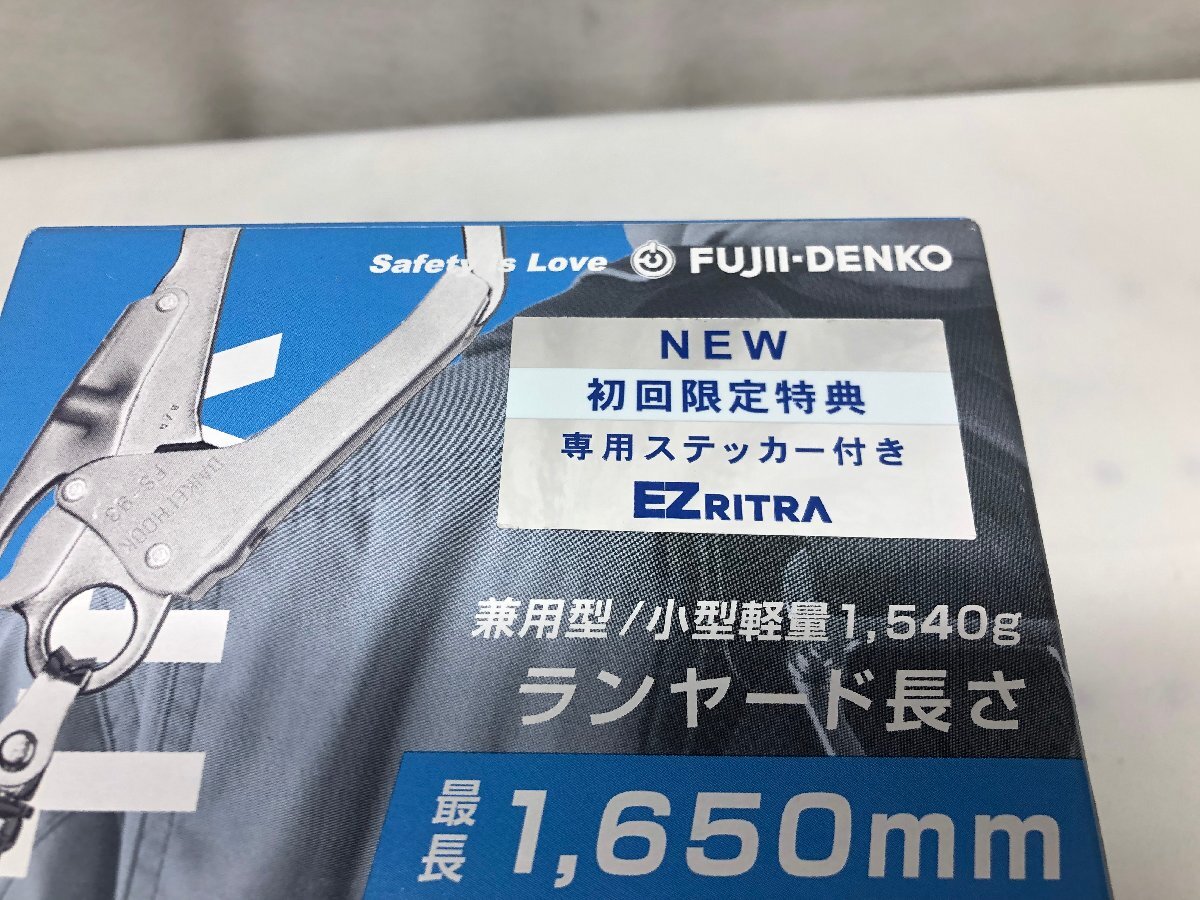 Safety is Love FUJII-DENKO
NEW
初回限定特典
専用ステッカー付き
EZRITRA
FS-93
兼用型/小型軽量1,540g
ランヤード長さ
最長 1,650mm